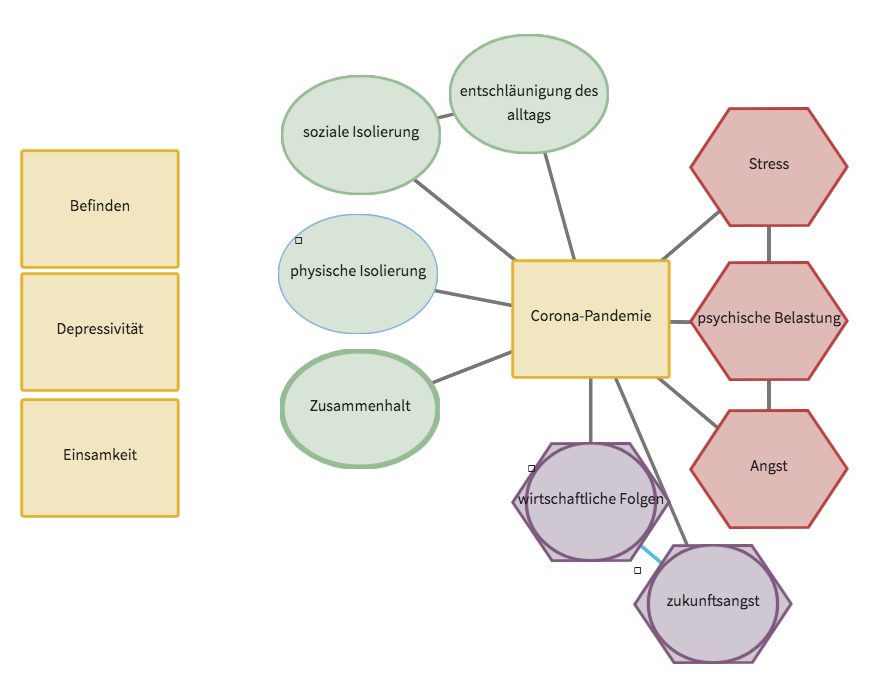 entschläunigung des
alltags
soziale Isolierung
Stress
Befinden
physische Isolierung
Corona-Pandemie
psychische Belastung
Depressivität
Zusammenhalt
Einsamkeit
Angst
wirtschaftliche Folgen
zukunftsangst